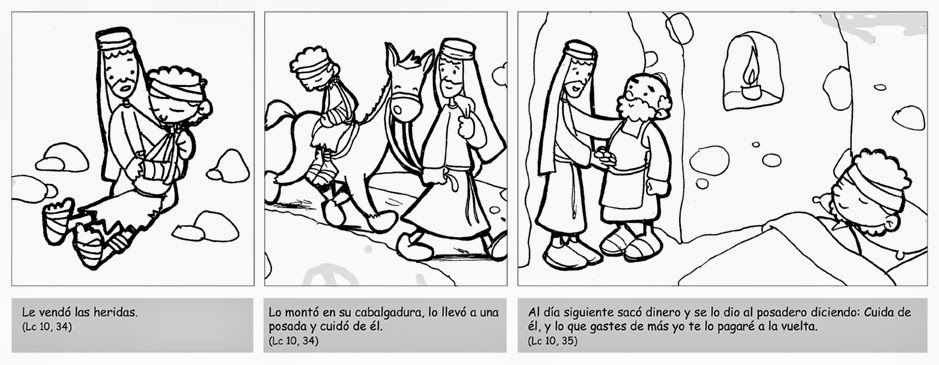 Le vendó las heridas.
(Lc 10, 34)
Lo montó en su cabalgadura, lo llevó a una
posada y cuidó de él.
(Lc 10, 34)
Al día siguiente sacó dinero y se lo dio al posadero diciendo: Cuida de
él, y lo que gastes de más yo te lo pagaré a la vuelta.
(Lc 10, 35)